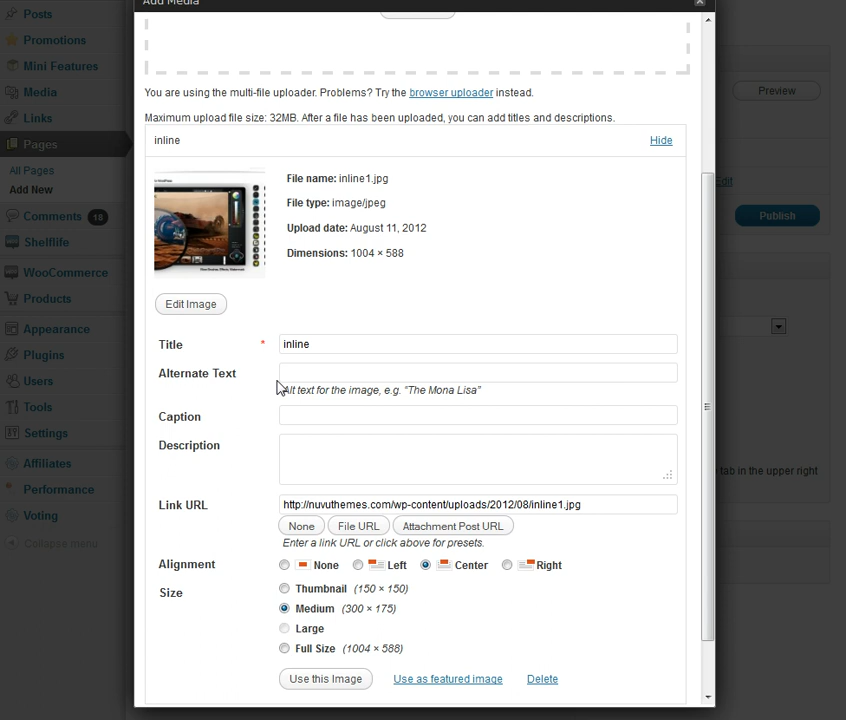 Add Media
Posts
Promotions
Mini Features
Media
Links
Pages
All Pages
Add New
Comments 18
Shelflife
WooCommerce
Products
Appearance
Plugins
Users
Tools
Settings
Affiliates
Performance
Voting
Collapse menu
You are using the multi-file uploader. Problems? Try the browser uploader instead.
Maximum upload file size: 32MB. After a file has been uploaded, you can add titles and descriptions.
inline Hide
File name: inline1.jpg
File type: image/jpeg
Upload date: August 11, 2012
Dimensions: 1004 × 588
Edit Image
Title * inline
Alternate Text
Alt text for the image, e.g. “The Mona Lisa”
Caption
Description
Link URL http://nuvuthemes.com/wp-content/uploads/2012/08/inline1.jpg
None File URL Attachment Post URL
Enter a link URL or click above for presets.
Alignment None Left Center Right
Size Thumbnail (150 × 150)
Medium (300 × 175)
Large
Full Size (1004 × 588)
Use this Image Use as featured image Delete
Preview
Edit
Publish
tab in the upper right